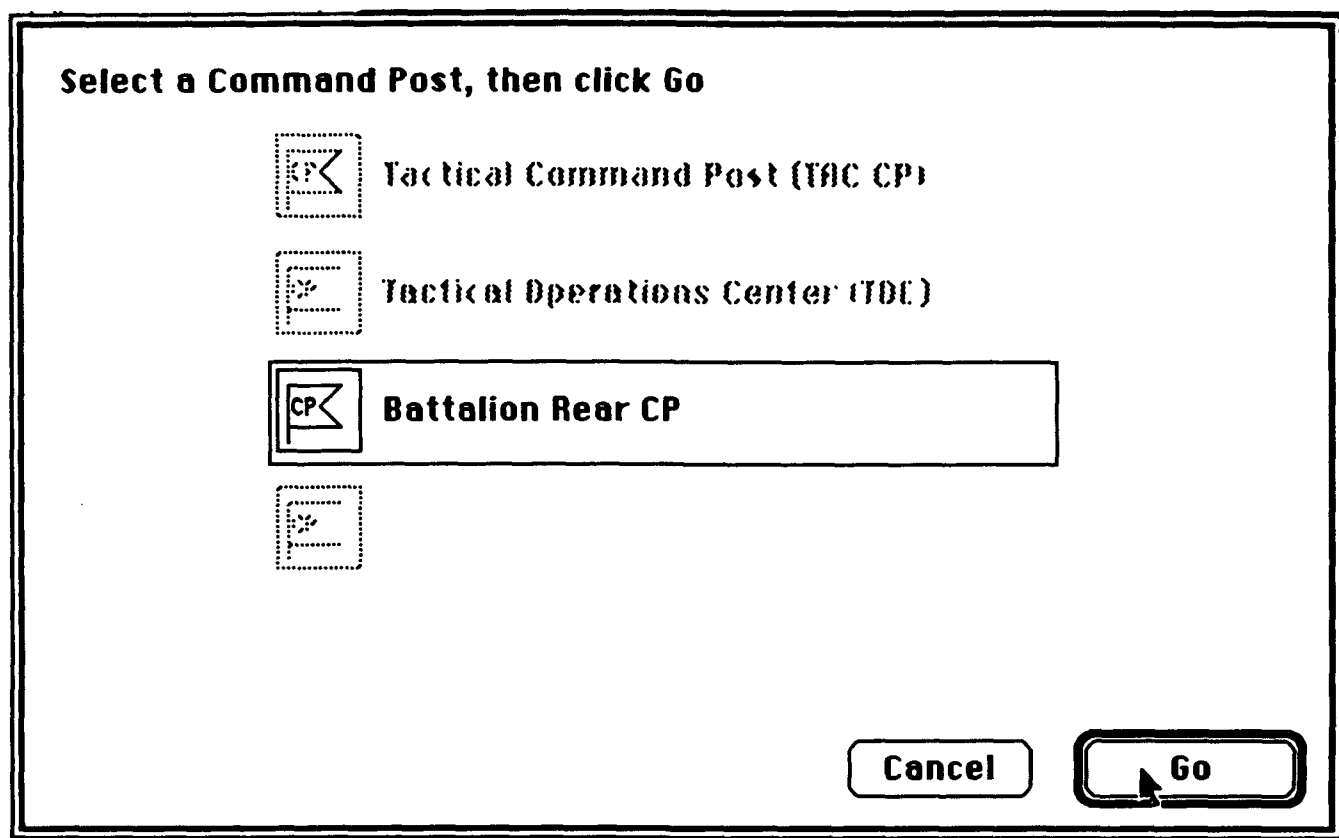 Select a Command Post, then click Go
CP
Tactical Command Post (TAC CP)
Tactical Operations Center (TOC)
CP
Battalion Rear CP
Cancel
Go